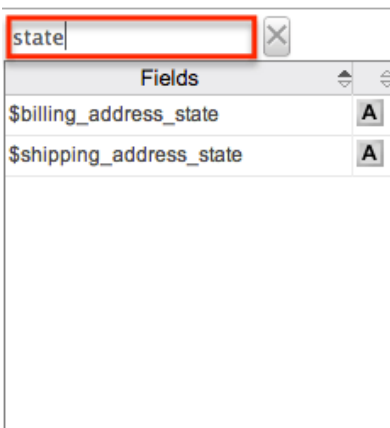 state
Fields
$billing_address_state A
$shipping_address_state A